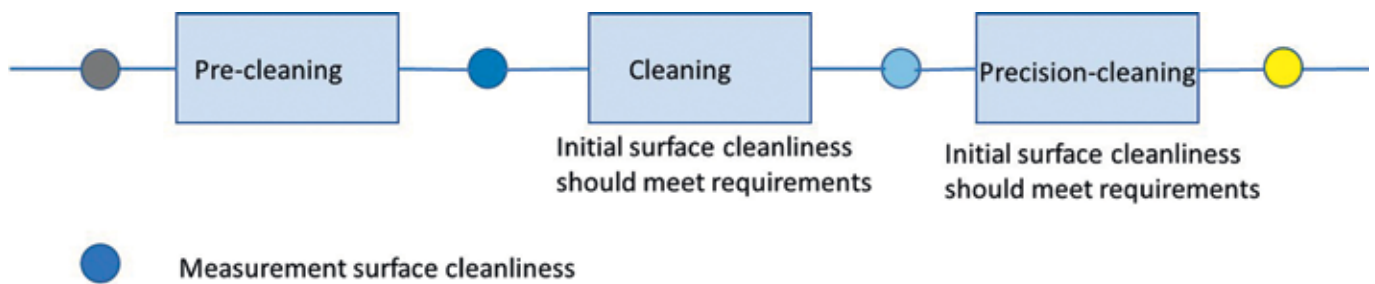 Pre-cleaning
Cleaning
Precision-cleaning
Initial surface cleanliness
should meet requirements
Initial surface cleanliness
should meet requirements
Measurement surface cleanliness